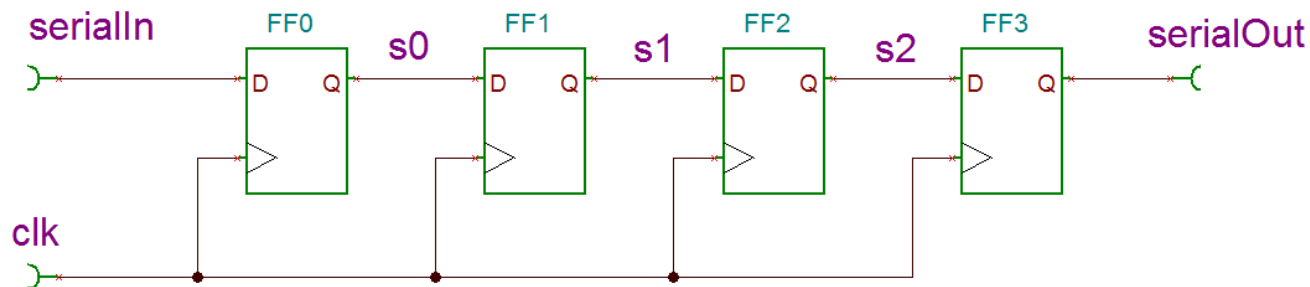 serialIn
FF0
s0
FF1
s1
FF2
s2
FF3
serialOut
D Q
D Q
D Q
D Q
clk